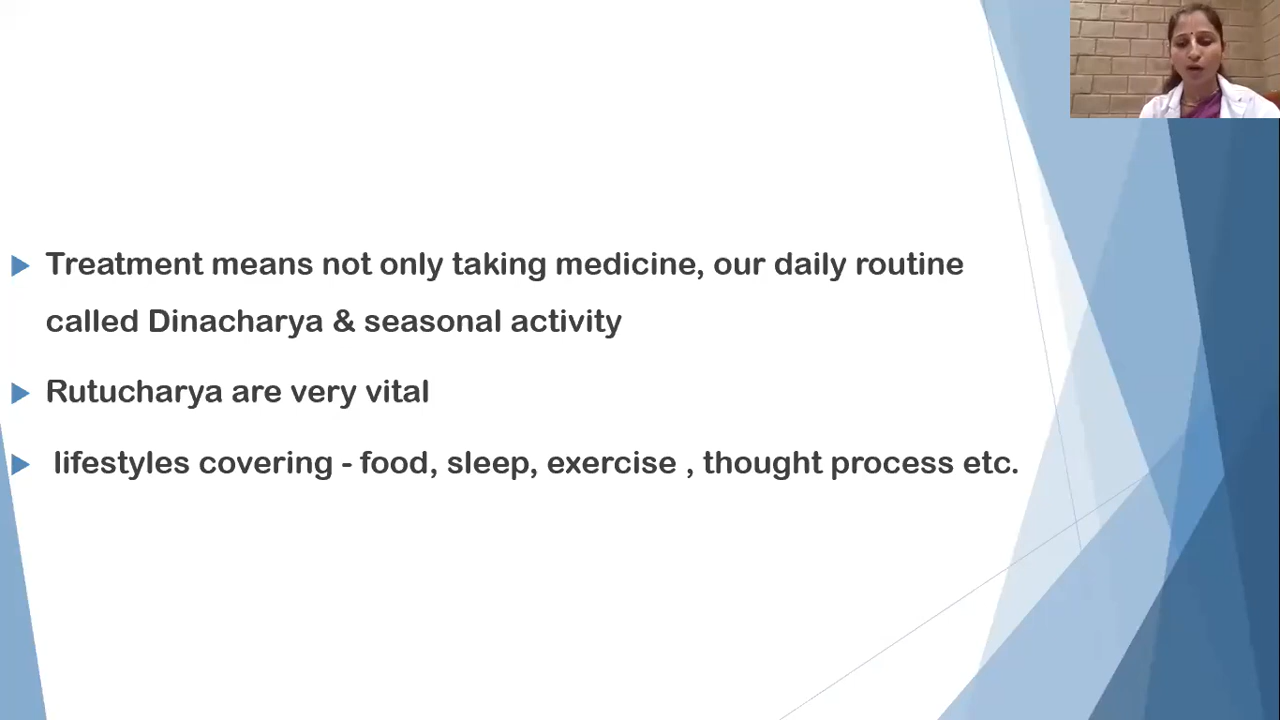 Treatment means not only taking medicine, our daily routine
called Dinacharya & seasonal activity
Rutucharya are very vital
lifestyles covering - food, sleep, exercise , thought process etc.